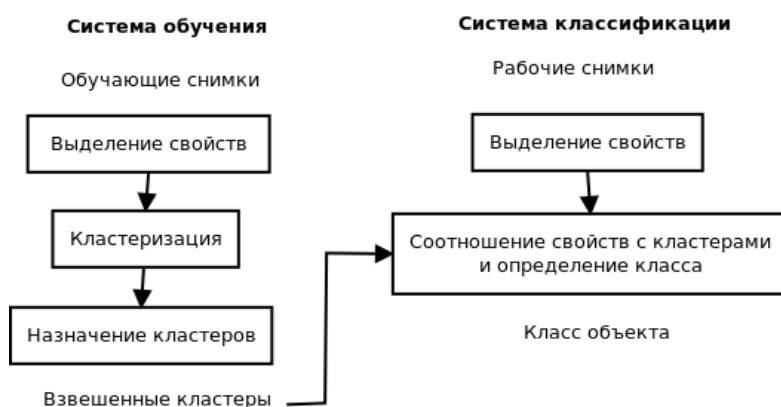 Система обучения
Обучающие снимки
Выделение свойств
Кластеризация
Назначение кластеров
Взвешенные кластеры
Система классификации
Рабочие снимки
Выделение свойств
Соотношение свойств с кластерами
и определение класса
Класс объекта